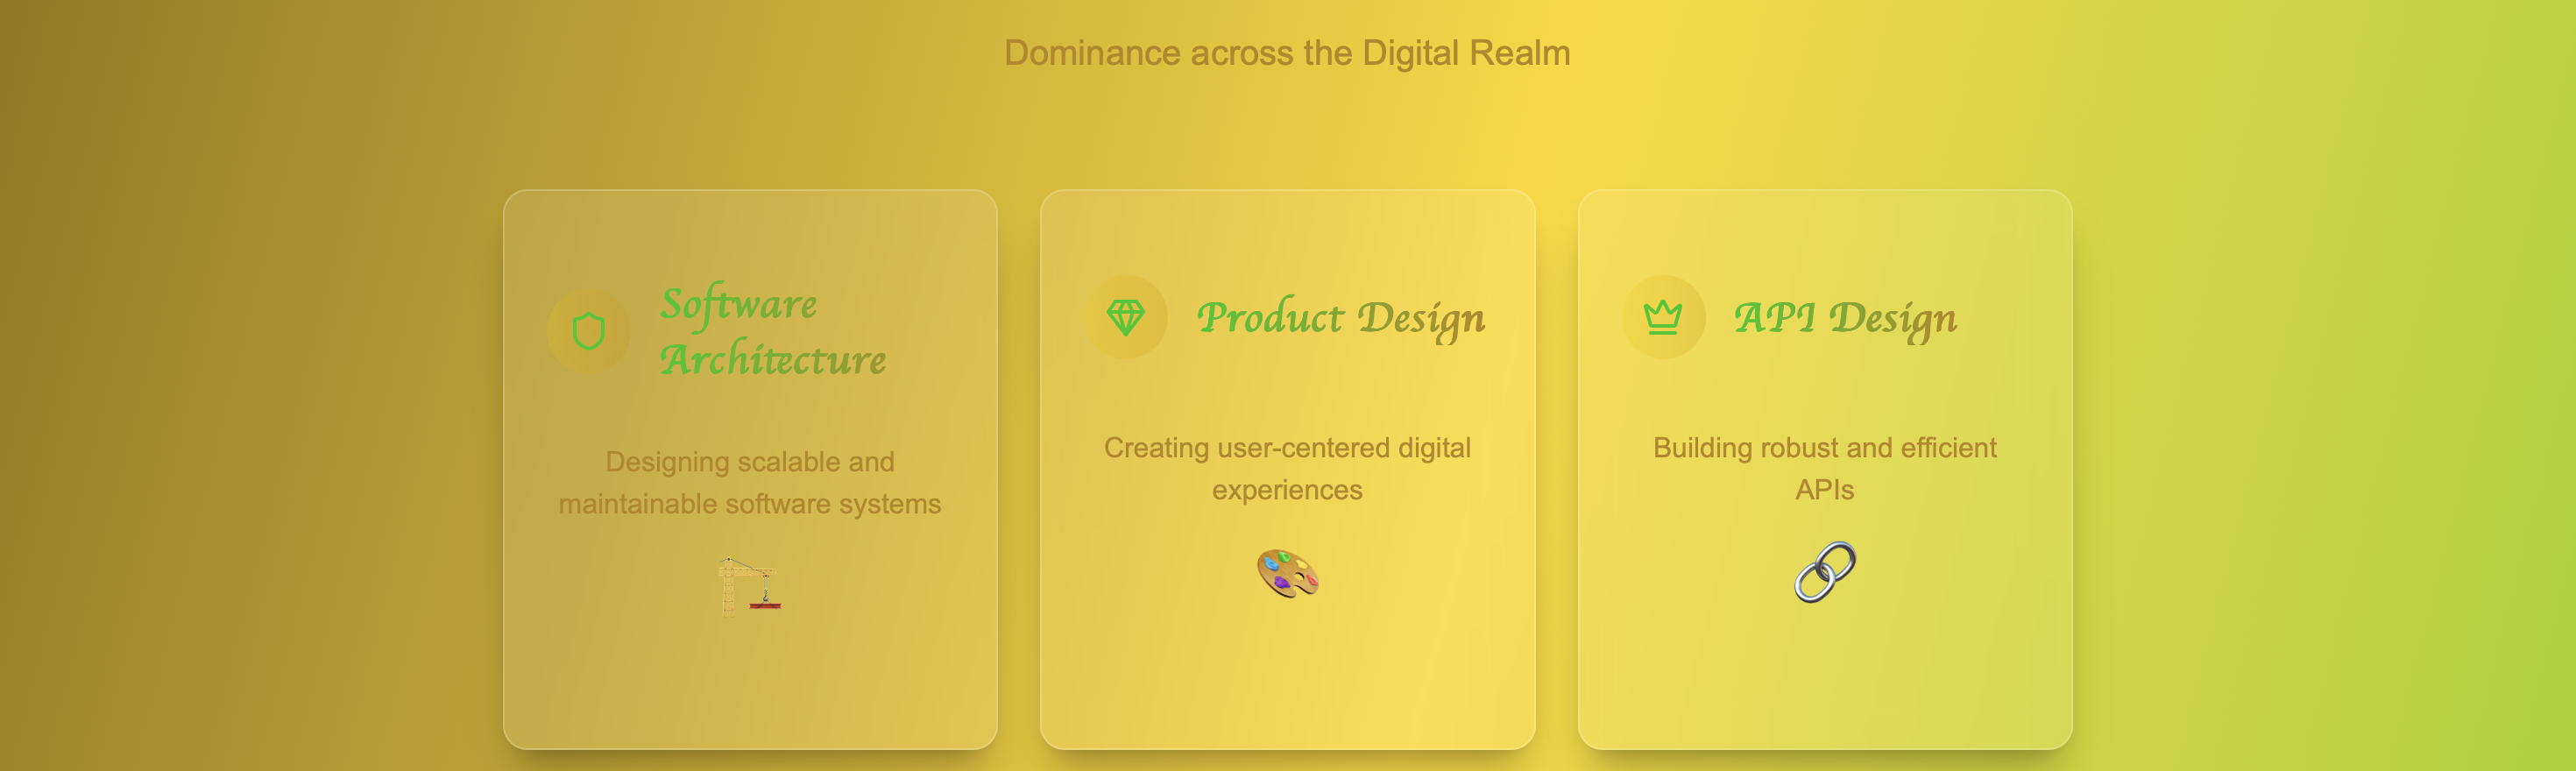 Dominance across the Digital Realm
Software
Architecture
Designing scalable and
maintainable software systems
Product Design
Creating user-centered digital
experiences
API Design
Building robust and efficient
APIs